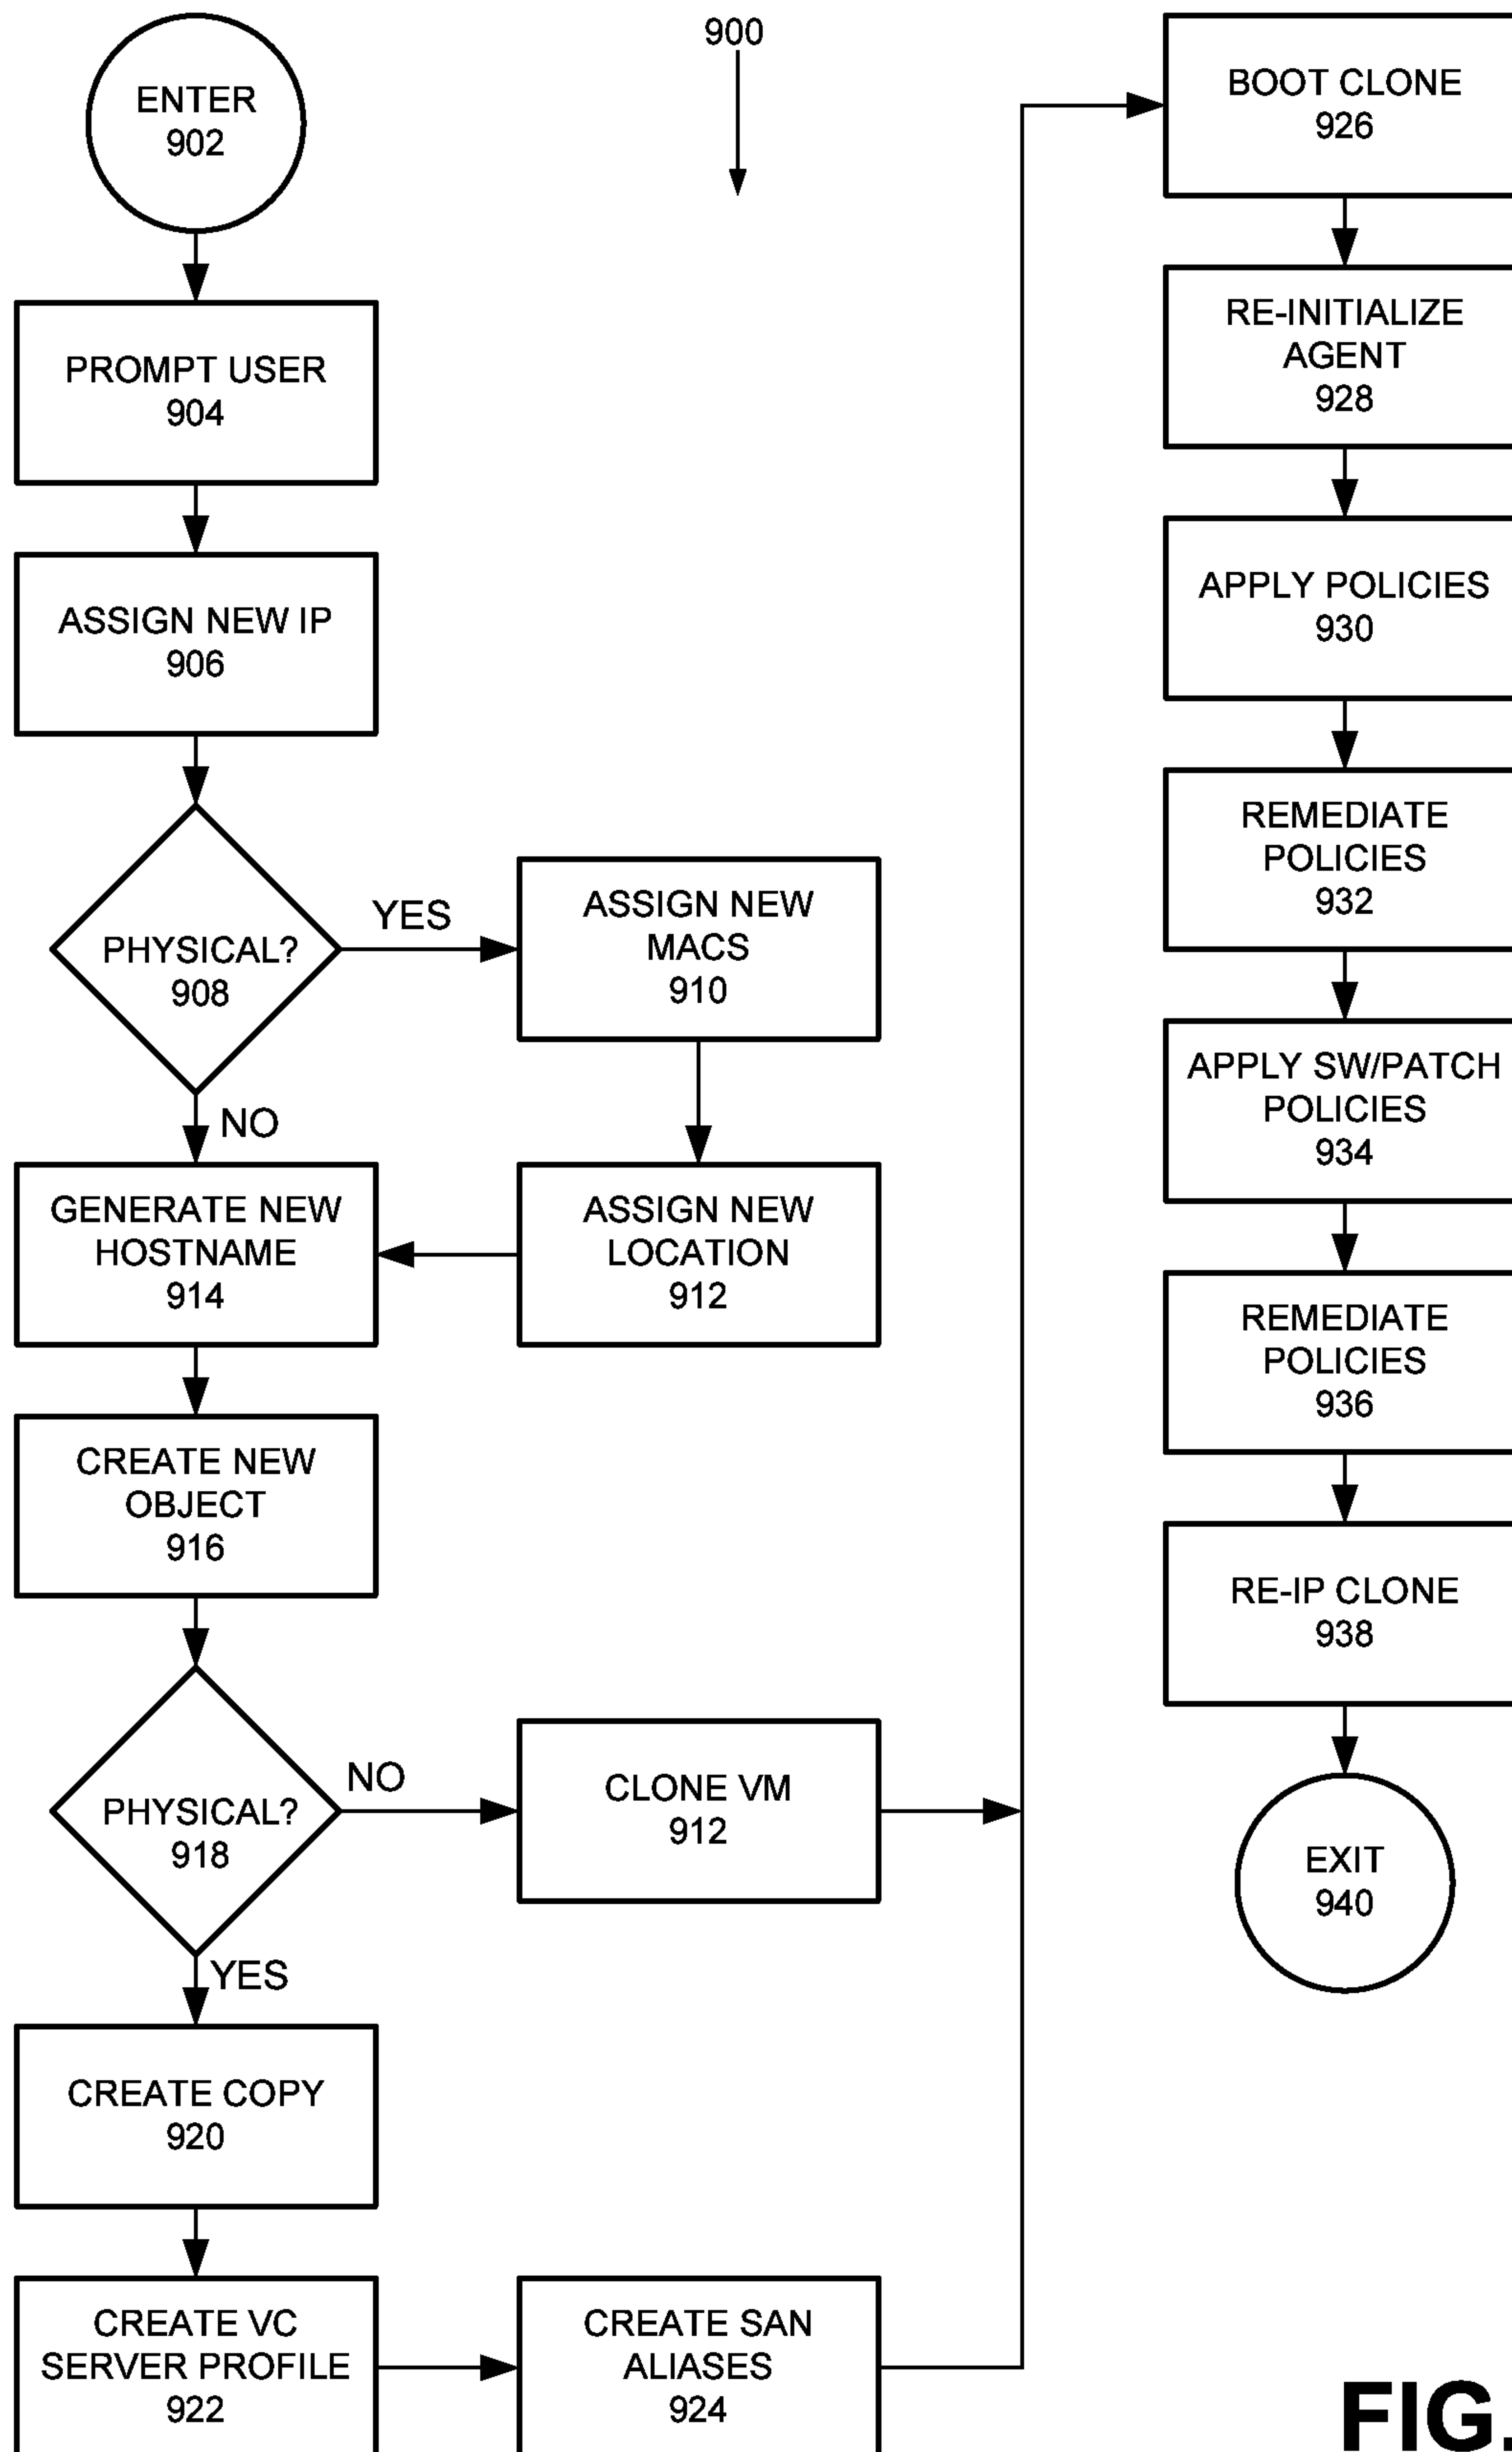 ENTER
902
PROMPT USER
904
ASSIGN NEW IP
906
PHYSICAL?
908
YES
ASSIGN NEW
MACS
910
NO
GENERATE NEW
HOSTNAME
914
ASSIGN NEW
LOCATION
912
CREATE NEW
OBJECT
916
PHYSICAL?
918
NO
CLONE VM
912
YES
CREATE COPY
920
CREATE VC
SERVER PROFILE
922
CREATE SAN
ALIASES
924
900
BOOT CLONE
926
RE-INITIALIZE
AGENT
928
APPLY POLICIES
930
REMEDIATE
POLICIES
932
APPLY SW/PATCH
POLICIES
934
REMEDIATE
POLICIES
936
RE-IP CLONE
938
EXIT
940
FIG.